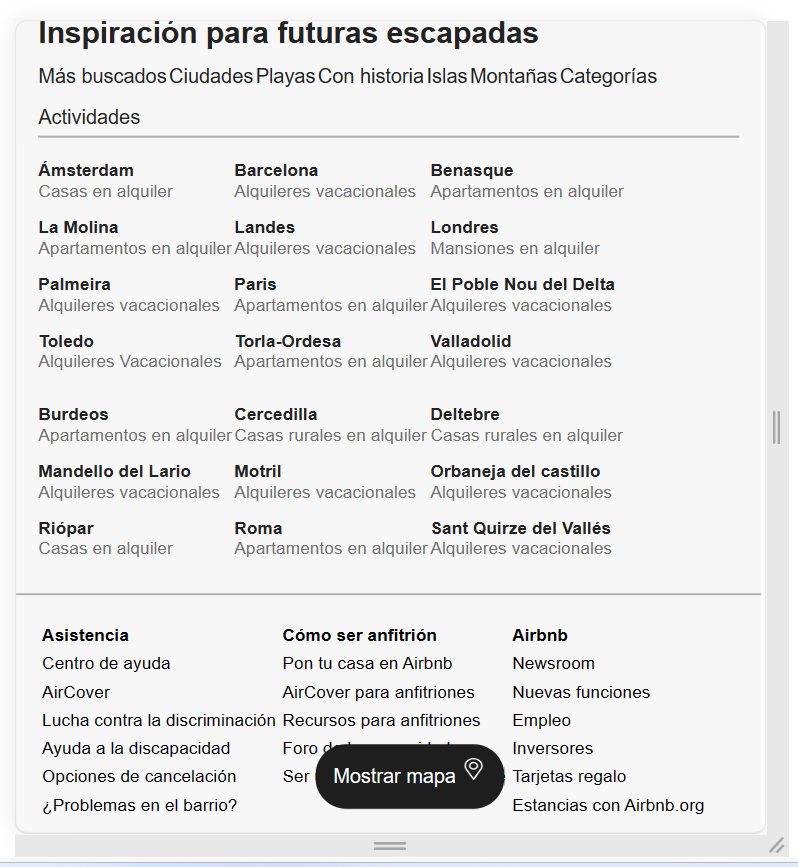 Inspiración para futuras escapadas
Más buscados Ciudades Playas Con historia Islas Montañas Categorías
Actividades
Ámsterdam Barcelona Benasque
Casas en alquiler Alquileres vacacionales Apartamentos en alquiler
La Molina Landes Londres
Apartamentos en alquiler Alquileres vacacionales Mansiones en alquiler
Palmeira Paris El Poble Nou del Delta
Alquileres vacacionales Apartamentos en alquiler Alquileres vacacionales
Toledo Torla-Ordesa Valladolid
Alquileres Vacacionales Apartamentos en alquiler Alquileres vacacionales
Burdeos Cercedilla Deltebre
Apartamentos en alquiler Casas rurales en alquiler Casas rurales en alquiler
Mandello del Lario Motril Orbaneja del castillo
Alquileres vacacionales Alquileres vacacionales Alquileres vacacionales
Riópar Roma Sant Quirze del Vallés
Casas en alquiler Apartamentos en alquiler Alquileres vacacionales
Asistencia Cómo ser anfitrión Airbnb
Centro de ayuda Pon tu casa en Airbnb Newsroom
AirCover AirCover para anfitriones Nuevas funciones
Lucha contra la discriminación Recursos para anfitriones Empleo
Ayuda a la discapacidad Foro Inversores
Opciones de cancelación Ser Mostrar mapa Tarjetas regalo
¿Problemas en el barrio? Estancias con Airbnb.org